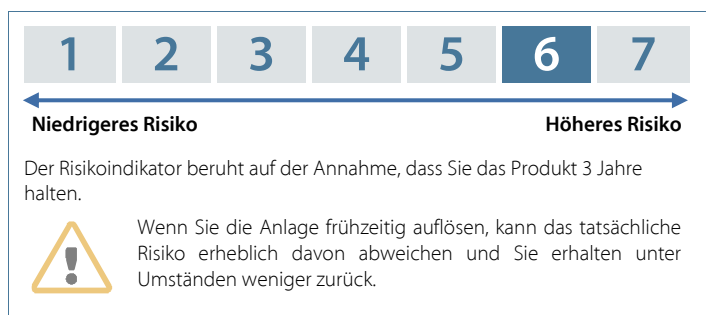 1 2 3 4 5 6 7
Niedrigeres Risiko Höheres Risiko
Der Risikoindikator beruht auf der Annahme, dass Sie das Produkt 3 Jahre
halten.
Wenn Sie die Anlage frühzeitig auflösen, kann das tatsächliche
Risiko erheblich davon abweichen und Sie erhalten unter
Umständen weniger zurück.